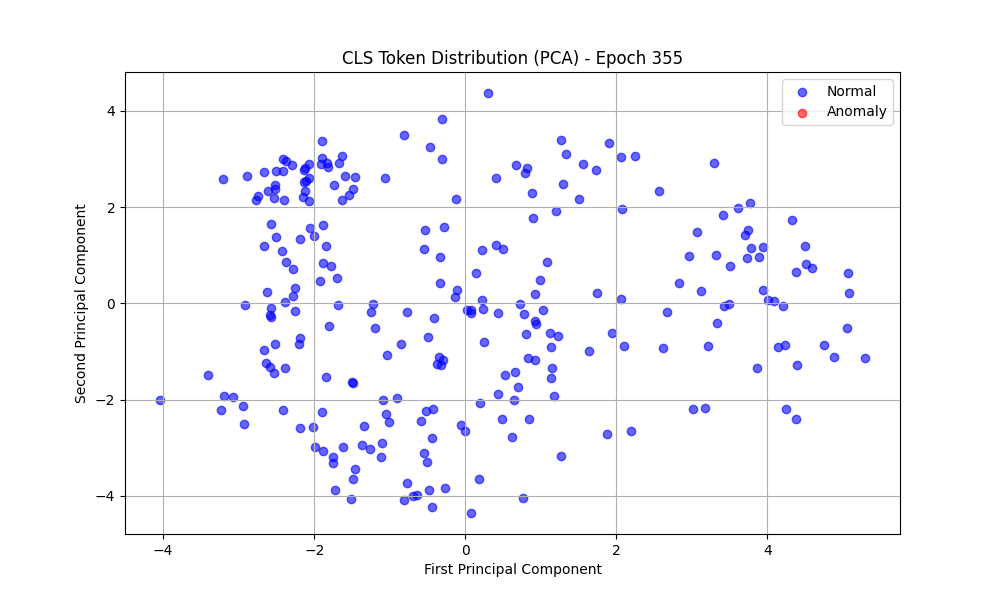 CLS Token Distribution (PCA) - Epoch 355
Normal
Anomaly
Second Principal Component
4
2
0
−2
−4
−4
−2
0
2
4
First Principal Component